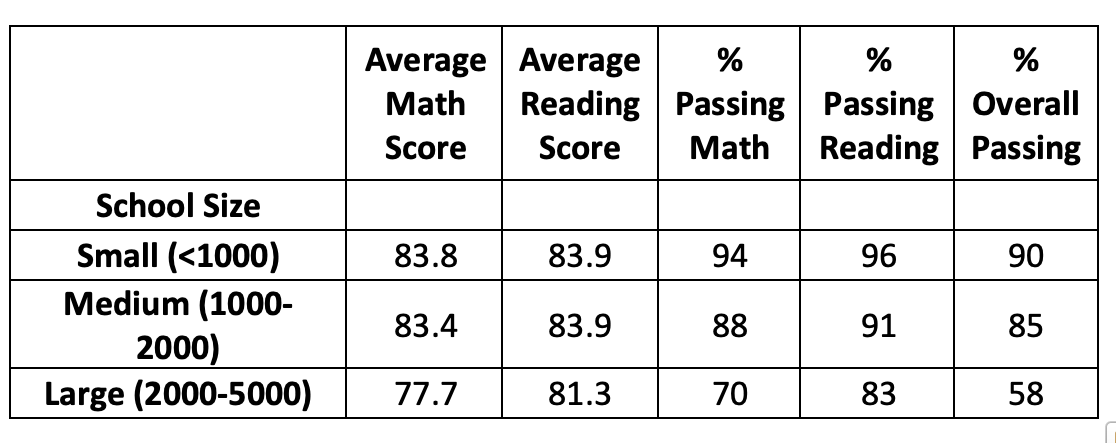 Average Math Score | Average Reading Score | % Passing Math | % Passing Reading | % Overall Passing
School Size
Small (<1000) | 83.8 | 83.9 | 94 | 96 | 90
Medium (1000-2000) | 83.4 | 83.9 | 88 | 91 | 85
Large (2000-5000) | 77.7 | 81.3 | 70 | 83 | 58